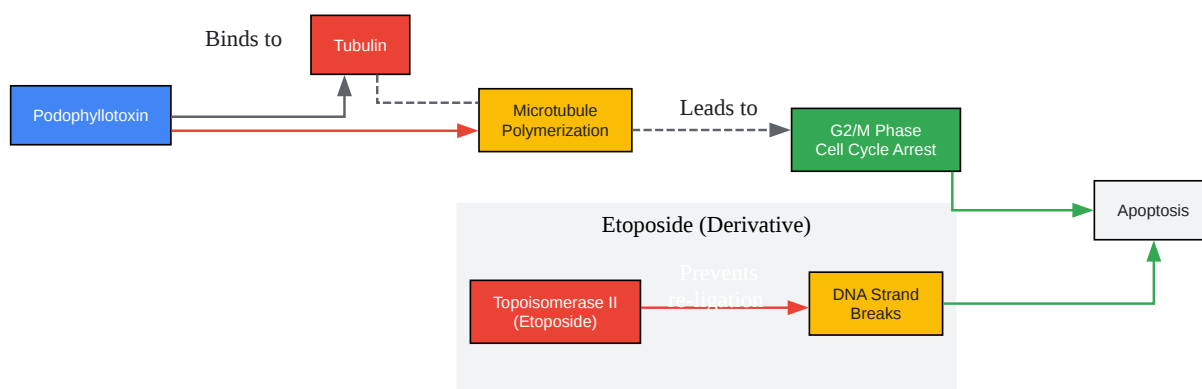 Binds to
Tubulin
Podophyllotoxin
Microtubule
Polymerization
Leads to
G2/M Phase
Cell Cycle Arrest
Apoptosis
Etoposide (Derivative)
Topoisomerase II
(Etoposide)
Prevents
re-ligation
DNA Strand
Breaks